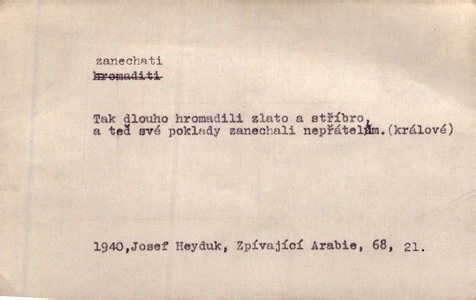 zanechati
hromaditi
Tak dlouho hromadili zlato a stříbro,
a teď své poklady zanechali nepřátelům.(králové)
1940,Josef Heyduk, Zpívající Arabie, 68, 21.